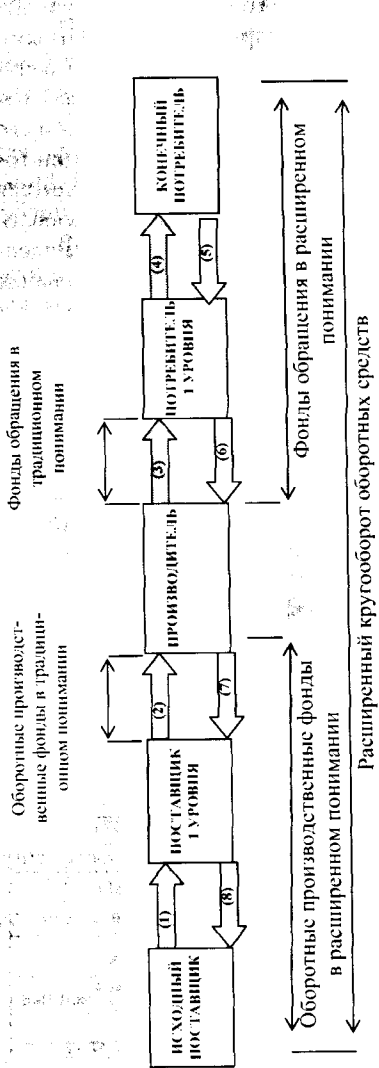 Оборотные производст-
венные фонды в традици-
онном понимании
Фонды обращения в
традиционном
понимании
ИСХОДНЫЙ
ПОСТАВЩИК
(1)
(8)
ПОСТАВЩИК
1 УРОВНЯ
(2)
(7)
ПРОИЗВОДИТЕЛЬ
(3)
(6)
ПОТРЕБИТЕЛЬ
1 УРОВНЯ
(4)
(5)
КОНЕЧНЫЙ
ПОТРЕБИТЕЛЬ
Оборотные производственные фонды
в расширенном понимании
Фонды обращения в расширенном
понимании
Расширенный кругооборот оборотных средств